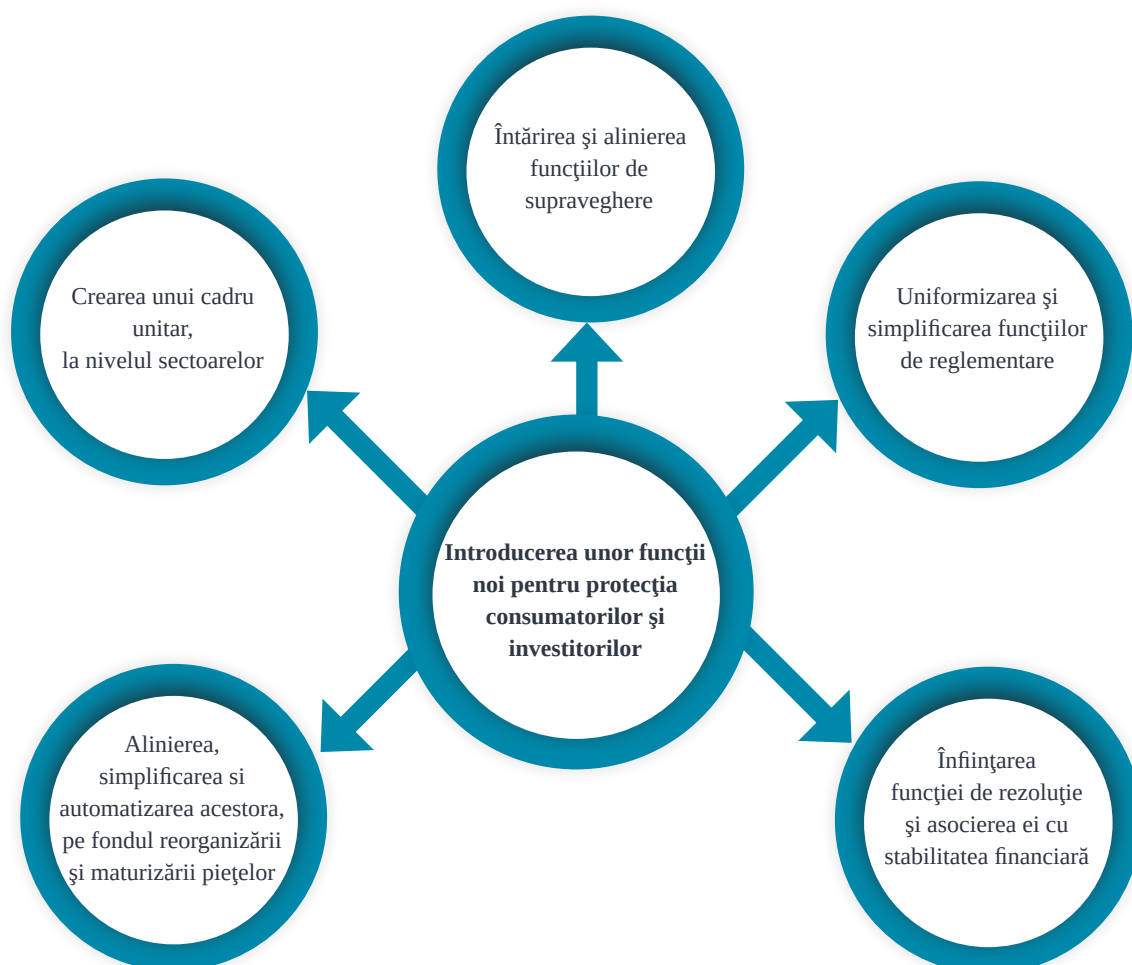 Întărirea şi alinierea
funcţiilor de
supraveghere
Crearea unui cadru
unitar,
la nivelul sectoarelor
Uniformizarea şi
simplificarea funcţiilor
de reglementare
Introducerea unor funcţii
noi pentru protecţia
consumatorilor şi
investitorilor
Alinierea,
simplificarea si
automatizarea acestora,
pe fondul reorganizării
şi maturizării pieţelor
Înfiinţarea
funcţiei de rezoluţie
şi asocierea ei cu
stabilitatea financiară